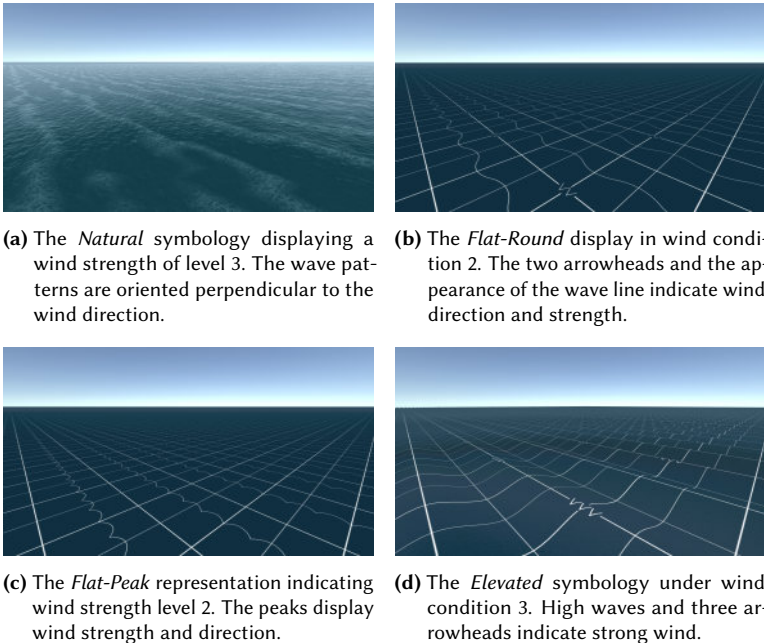 (a) The Natural symbology displaying a
wind strength of level 3. The wave pat-
terns are oriented perpendicular to the
wind direction.
(b) The Flat-Round display in wind condi-
tion 2. The two arrowheads and the ap-
pearance of the wave line indicate wind
direction and strength.
(c) The Flat-Peak representation indicating
wind strength level 2. The peaks display
wind strength and direction.
(d) The Elevated symbology under wind
condition 3. High waves and three ar-
rowheads indicate strong wind.